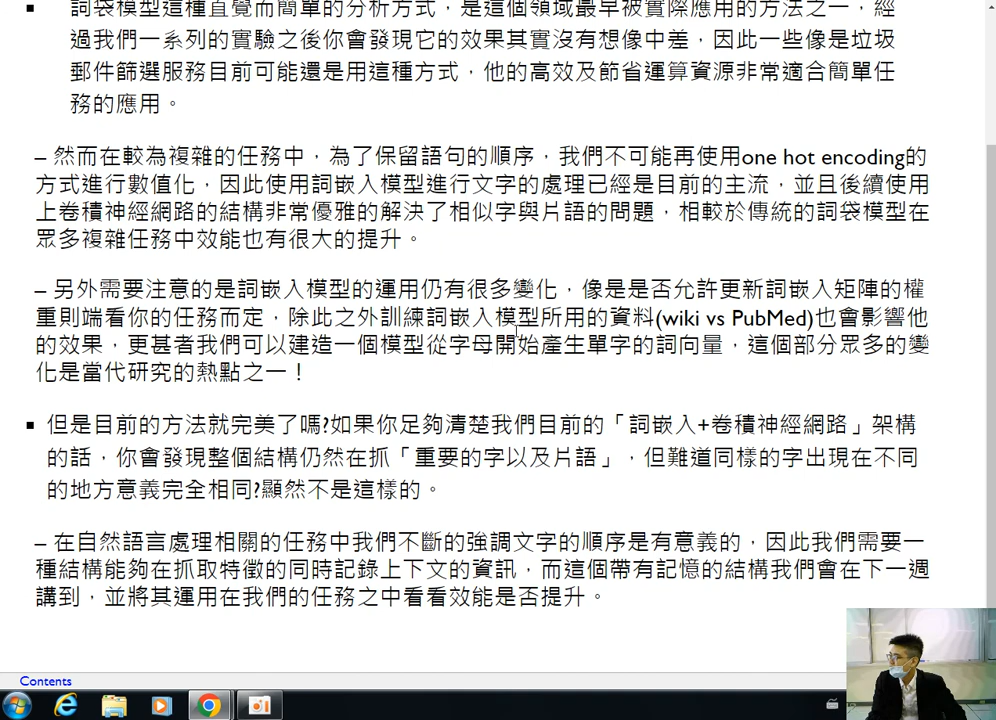 ▪ 詞袋模型這種直覺而簡單的分析方式，是這個領域最早被實際應用的方法之一，經
過我們一系列的實驗之後你會發現它的效果其實沒有想像中差，因此一些像是垃圾
郵件篩選服務目前可能還是用這種方式，他的高效及節省運算資源非常適合簡單任
務的應用。
– 然而在較為複雜的任務中，為了保留語句的順序，我們不可能再使用one hot encoding的
方式進行數值化，因此使用詞嵌入模型進行文字的處理已經是目前的主流，並且後續使用
上卷積神經網路的結構非常優雅的解決了相似字與片語的問題，相較於傳統的詞袋模型在
眾多複雜任務中效能也有很大的提升。
– 另外需要注意的是詞嵌入模型的運用仍有很多變化，像是是否允許更新詞嵌入矩陣的權
重則端看你的任務而定，除此之外訓練詞嵌入模型所用的資料(wiki vs PubMed)也會影響他
的效果，更甚者我們可以建造一個模型從字母開始產生單字的詞向量，這個部分眾多的變
化是當代研究的熱點之一！
▪ 但是目前的方法就完美了嗎?如果你足夠清楚我們目前的「詞嵌入+卷積神經網路」架構
的話，你會發現整個結構仍然在抓「重要的字以及片語」，但難道同樣的字出現在不同
的地方意義完全相同?顯然不是這樣的。
– 在自然語言處理相關的任務中我們不斷的強調文字的順序是有意義的，因此我們需要一
種結構能夠在抓取特徵的同時記錄上下文的資訊，而這個帶有記憶的結構我們會在下一週
講到，並將其運用在我們的任務之中看看效能是否提升。
Contents